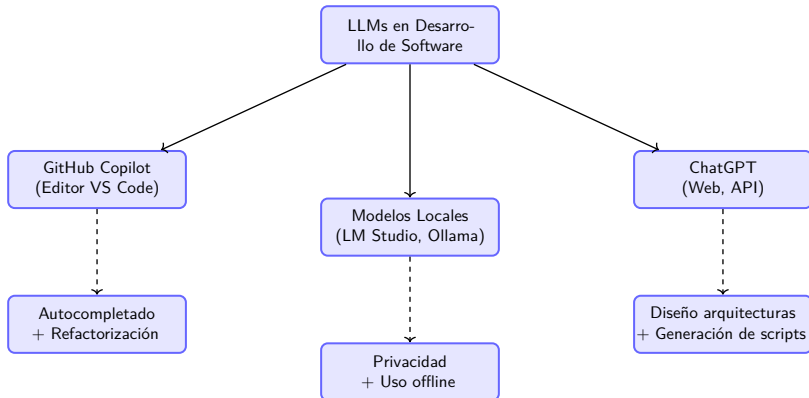 LLMs en Desarro-
llo de Software
GitHub Copilot
(Editor VS Code)
ChatGPT
(Web, API)
Modelos Locales
(LM Studio, Ollama)
Autocompletado
+ Refactorización
Diseño arquitecturas
+ Generación de scripts
Privacidad
+ Uso offline